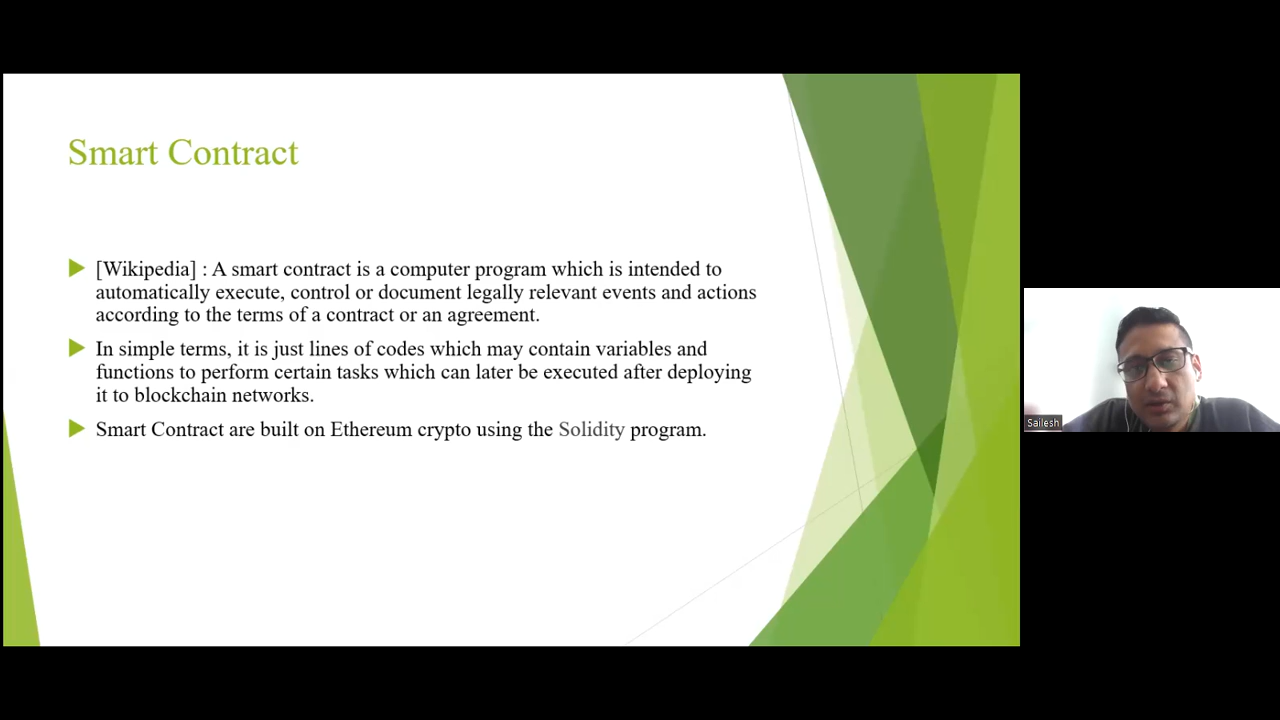 Smart Contract
[Wikipedia] : A smart contract is a computer program which is intended to
automatically execute, control or document legally relevant events and actions
according to the terms of a contract or an agreement.
In simple terms, it is just lines of codes which may contain variables and
functions to perform certain tasks which can later be executed after deploying
it to blockchain networks.
Smart Contract are built on Ethereum crypto using the Solidity program.
Sailesh